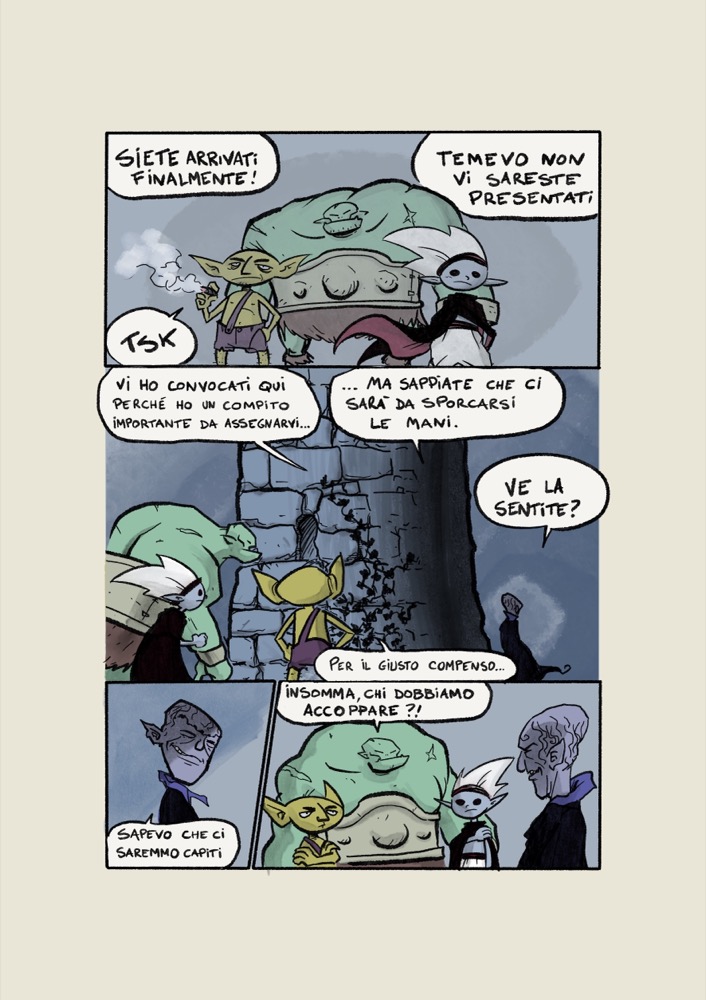 SIETE ARRIVATI
FINALMENTE!
TEMEVO NON
VI SARESTE
PRESENTATI
TSK
VI HO CONVOCATI QUI
PERCHÉ HO UN COMPITO
IMPORTANTE DA ASSEGNARVI...
... MA SAPPIATE CHE CI
SARÀ DA SPORCARSI
LE MANI.
VE LA
SENTITE?
PER IL GIUSTO COMPENSO...
SAPEVO CHE CI
SAREMMO CAPITI
INSOMMA, CHI DOBBIAMO
ACCOPPARE?!